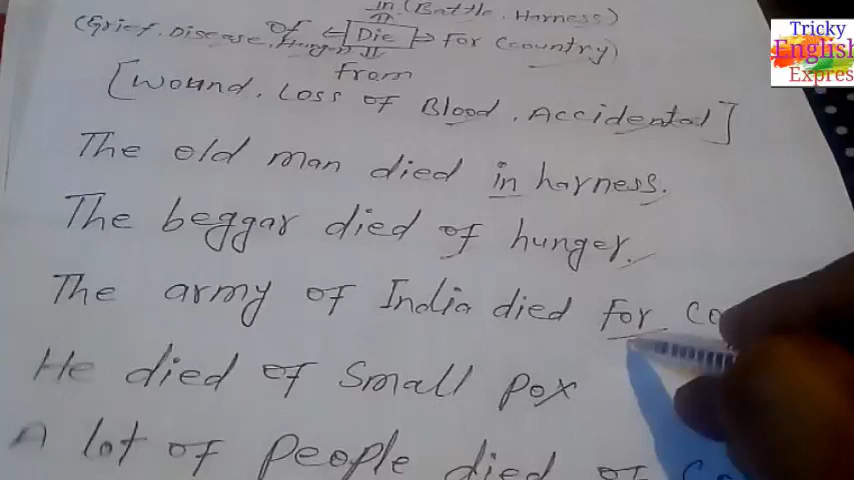 in (Battle. Harness)
(Grief. Disease, Hunger of Die For Country)
From
[Wound. Loss of Blood. Accidental]
The old man died in harness.
The beggar died of hunger.
The army of India died for
He died of Small pox
A lot of people died of
Tricky
English
Express